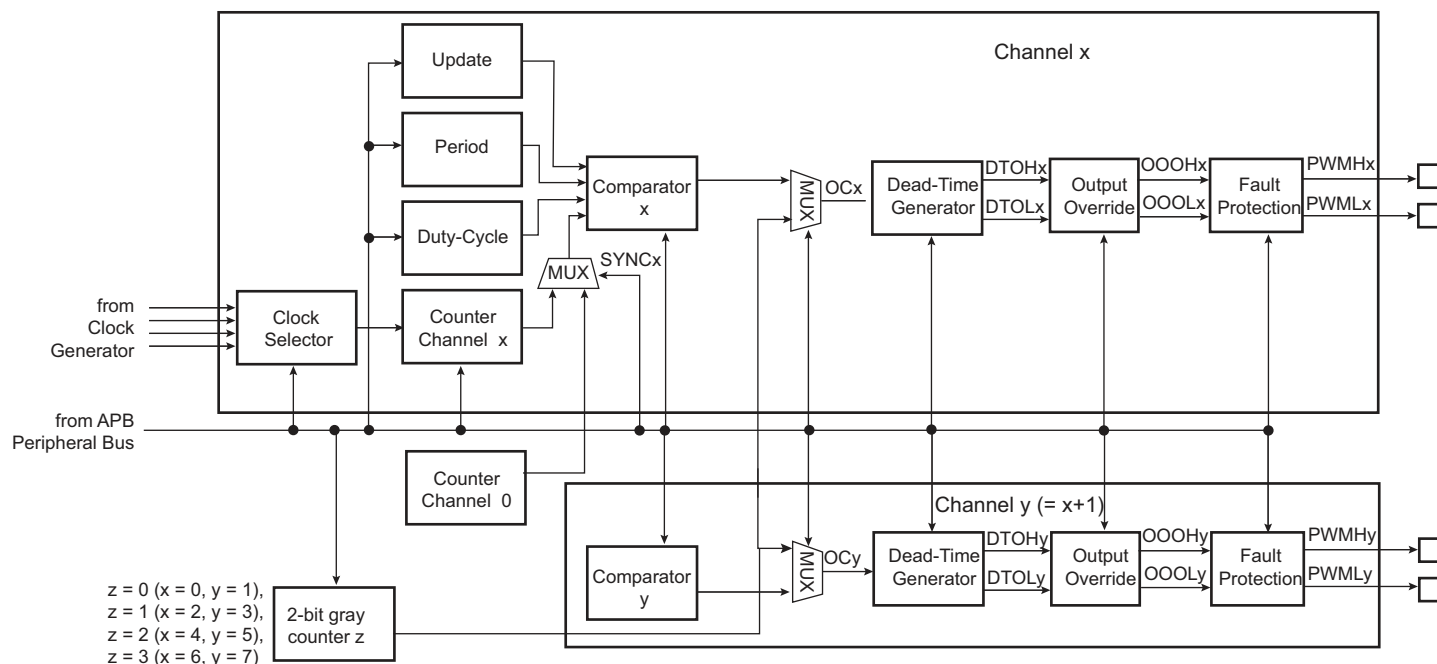 Channel x
Update
Period
Duty-Cycle
Comparator
x
MUX
SYNCx
from
Clock
Generator
Clock
Selector
Counter
Channel x
MUX
OCx
Dead-Time
Generator
DTOHx
DTOLx
Output
Override
OOOHx
OOOLx
Fault
Protection
PWMHx
PWMLx
from APB
Peripheral Bus
Counter
Channel 0
Channel y (= x+1)
Comparator
y
MUX
OCy
Dead-Time
Generator
DTOHy
DTOLy
Output
Override
OOOHy
OOOLy
Fault
Protection
PWMHy
PWMLy
z = 0 (x = 0, y = 1),
z = 1 (x = 2, y = 3),
z = 2 (x = 4, y = 5),
z = 3 (x = 6, y = 7)
2-bit gray
counter z